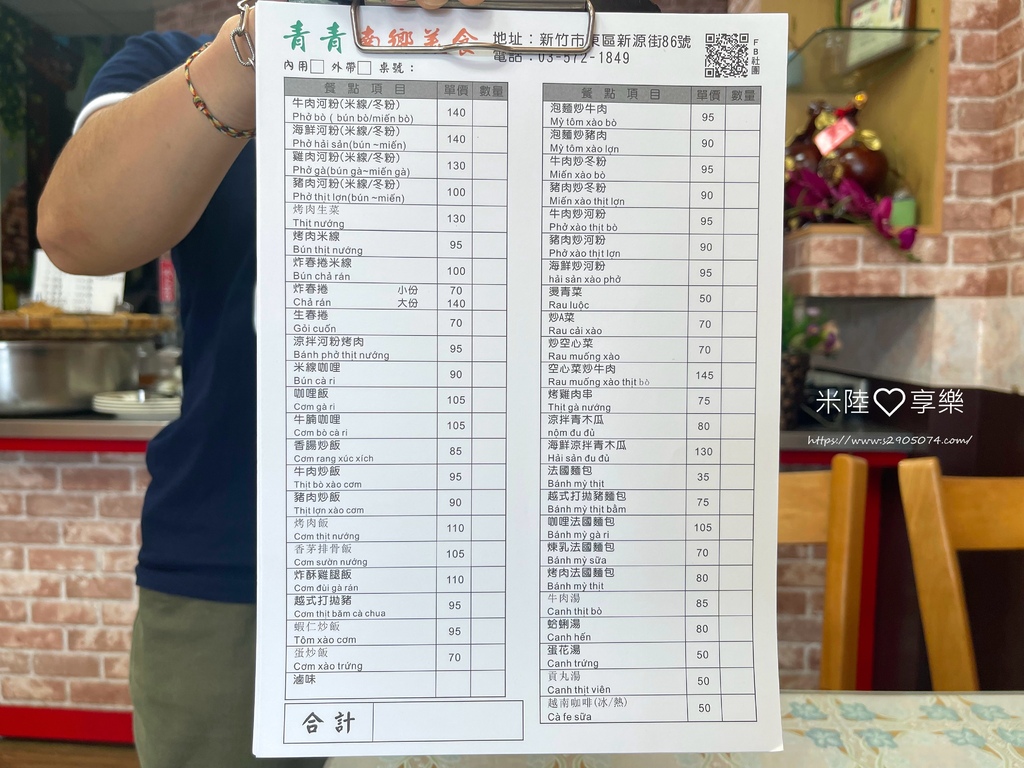 青青南鄉美食
地址：新竹市東區新源街86號
電話：03-572-1849
FB社團
內用□ 外帶□ 桌號：
餐點項目 單價 數量
牛肉河粉(米線/冬粉) 140
Phở bò ( bún bò/miến bò)
海鮮河粉(米線/冬粉) 140
Phở hải sản(bún ~miến)
雞肉河粉(米線/冬粉) 130
Phở gà(bún gà~miến gà)
豬肉河粉(米線/冬粉) 100
Phở thịt lợn(bún ~miến)
烤肉生菜 130
Thịt nướng
烤肉米線 95
Bún thịt nướng
炸春捲米線 100
Bún chả rán
炸春捲 小份 70
Chả rán 大份 140
生春捲 70
Gỏi cuốn
涼拌河粉烤肉 95
Bánh phở thịt nướng
米線咖哩 90
Bún cà ri
咖哩飯 105
Cơm gà ri
牛腩咖哩 105
Cơm bò cà ri
香腸炒飯 85
Cơm rang xúc xích
牛肉炒飯 95
Thịt bò xào cơm
豬肉炒飯 90
Thịt lợn xào cơm
烤肉飯 110
Cơm thịt nướng
香茅排骨飯 105
Cơm sườn nướng
炸酥雞腿飯 110
Cơm đùi gà rán
越式打拋豬 95
Cơm thịt băm cà chua
蝦仁炒飯 95
Tôm xào cơm
蛋炒飯 70
Cơm xào trứng
滷味
合計
餐點項目 單價 數量
泡麵炒牛肉 95
Mỳ tôm xào bò
泡麵炒豬肉 90
Mỳ tôm xào lợn
牛肉炒冬粉 95
Miến xào bò
豬肉炒冬粉 90
Miến xào thịt lợn
牛肉炒河粉 95
Phở xào thịt bò
豬肉炒河粉 90
Phở xào thịt lợn
海鮮炒河粉 95
hải sản xào phở
燙青菜 50
Rau luộc
炒A菜 70
Rau cải xào
炒空心菜 70
Rau muống xào
空心菜炒牛肉 145
Rau muống xào thịt bò
烤雞肉串 75
Thịt gà nướng
涼拌青木瓜 80
nôm đu đủ
海鮮涼拌青木瓜 130
Hải sản đu đủ
法國麵包 35
Bánh mỳ thịt
越式打拋豬麵包 75
Bánh mỳ thịt bằm
咖哩法國麵包 105
Bánh mỳ gà ri
煉乳法國麵包 70
Bánh mỳ sữa
烤肉法國麵包 80
Bánh mỳ thịt
牛肉湯 85
Canh thịt bò
蛤蜊湯 80
Canh hến
蛋花湯 50
Canh trứng
貢丸湯 50
Canh thịt viên
越南咖啡(冰/熱) 50
Cà fe sữa
米陸♡享樂
https://www.s2905074.com/